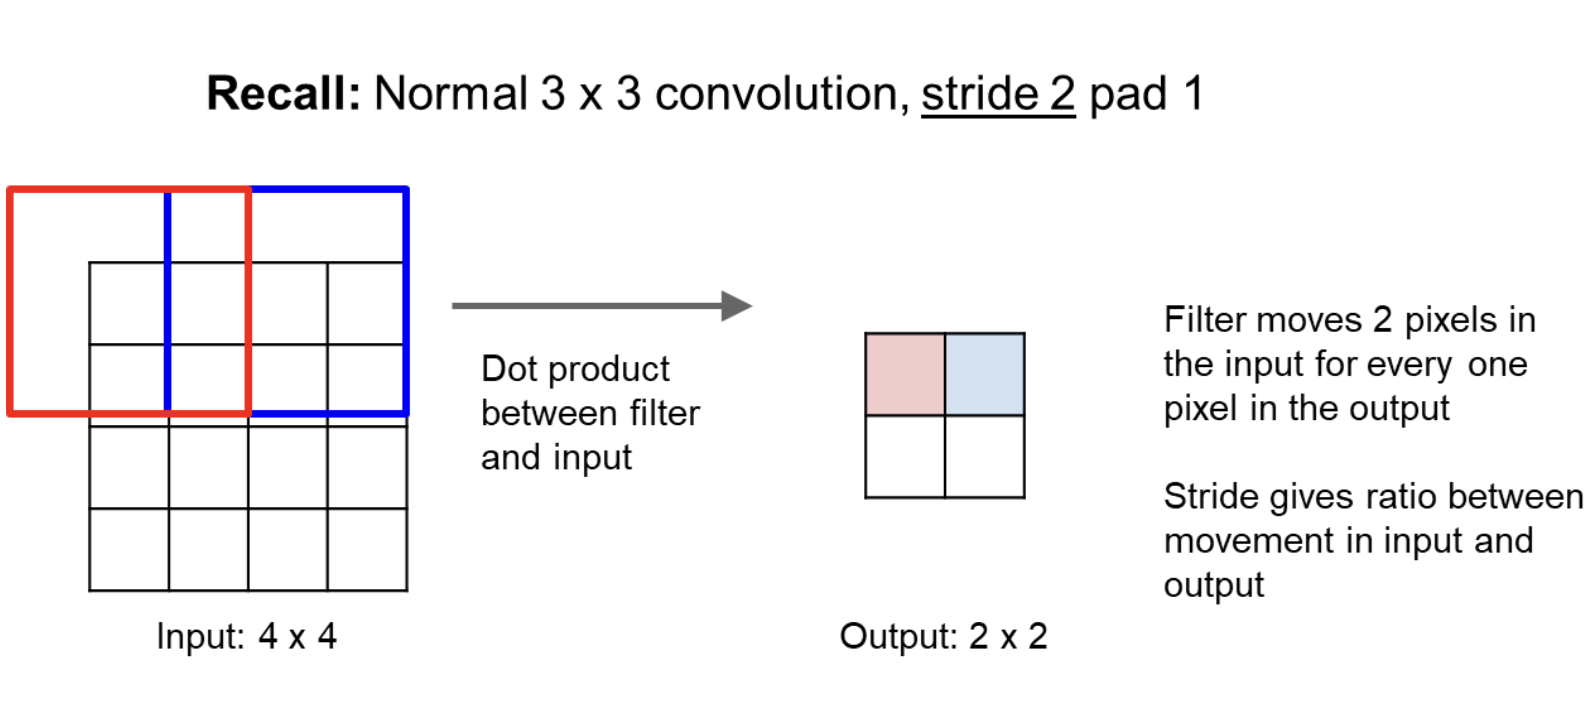 Recall: Normal 3 x 3 convolution, stride 2 pad 1
Dot product
between filter
and input
Filter moves 2 pixels in
the input for every one
pixel in the output
Stride gives ratio between
movement in input and
output
Input: 4 x 4
Output: 2 x 2